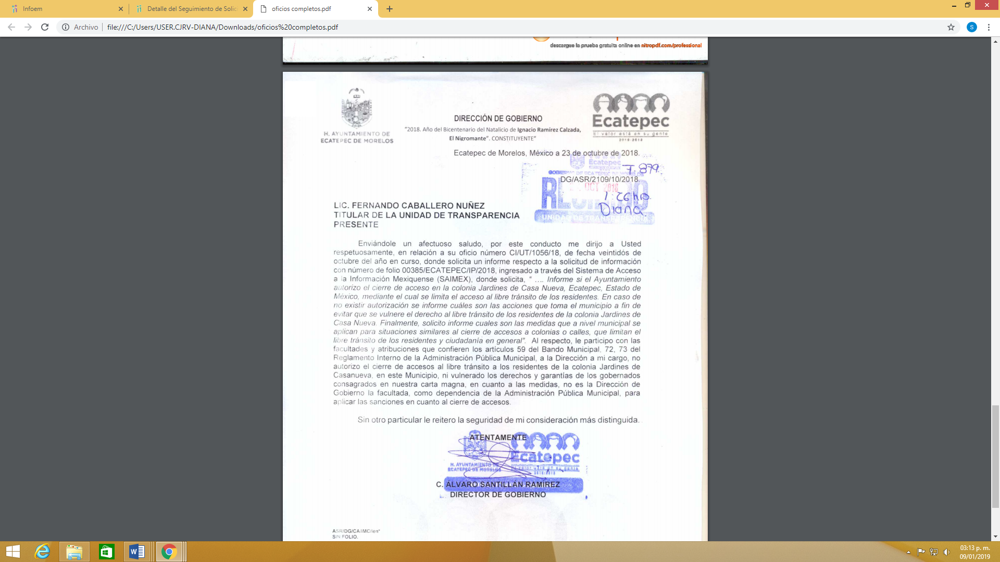 Infoem
Detalle del Seguimiento de Solic
oficios completos.pdf
Archivo
file:///C:/Users/USER.CJRV-DIANA/Downloads/oficios%20completos.pdf
S
descargue la prueba gratuita online en nitropdf.com/professional
H. AYUNTAMIENTO DE
ECATEPEC DE MORELOS
DIRECCIÓN DE GOBIERNO
"2018. Año del Bicentenario del Natalicio de Ignacio Ramírez Calzada,
El Nigromante". CONSTITUYENTE"
Ecatepec
El valor está en su gente
2016-2018
Ecatepec de Morelos, México a 23 de octubre de 2018.
Ecatepec
7.879.
GOBIERNO DE ECATEPEC DE MORELOS
DG/ASR/2109/10/2018.
RECIBIDO
OCT 2018
1:26 hrs.
Diana.
UNIDAD DE TRANSPARENCIA
LIC. FERNANDO CABALLERO NUÑEZ
TITULAR DE LA UNIDAD DE TRANSPARENCIA
PRESENTE
Enviándole un afectuoso saludo, por este conducto me dirijo a Usted
respetuosamente, en relación a su oficio número CI/UT/1056/18, de fecha veintidós de
octubre del año en curso, donde solicita un informe respecto a la solicitud de información
con número de folio 00385/ECATEPEC/IP/2018, ingresado a través del Sistema de Acceso
a la Información Mexiquense (SAIMEX), donde solicita, " .... Informe si el Ayuntamiento
autorizo el cierre de acceso en la colonia Jardines de Casa Nueva, Ecatepec, Estado de
México, mediante el cual se limita el acceso al libre tránsito de los residentes. En caso de
no existir autorización se informe cuáles son las acciones que toma el municipio a fin de
evitar que se vulnere el derecho al libre tránsito de los residentes de la colonia Jardines de
Casa Nueva. Finalmente, solicito informe cuales son las medidas que a nivel municipal se
aplican para situaciones similares al cierre de accesos a colonias o calles, que limitan el
libre tránsito de los residentes y ciudadanía en general". Al respecto, le participo con las
facultades y atribuciones que confieren los artículos 59 del Bando Municipal, 72, 73 del
Reglamento Interno de la Administración Pública Municipal, a la Dirección a mi cargo, no
autorizo el cierre de accesos al libre tránsito a los residentes de la colonia Jardines de
Casanueva, en este Municipio, ni vulnerado los derechos y garantías de los gobernados
consagrados en nuestra carta magna, en cuanto a las medidas, no es la Dirección de
Gobierno la facultada, como dependencia de la Administración Pública Municipal, para
aplicar las sanciones en cuanto al cierre de accesos.
Sin otro particular le reitero la seguridad de mi consideración más distinguida.
ATENTAMENTE
H. AYUNTAMIENTO DE
ECATEPEC DE MORELOS
Ecatepec
El valor está en su gente
2016-2018
C. ÁLVARO SANTILLÁN RAMÍREZ
DIRECTOR DE GOBIERNO
ASR/DG/CA/IMC/len*
SIN FOLIO.
03:13 p. m.
09/01/2019